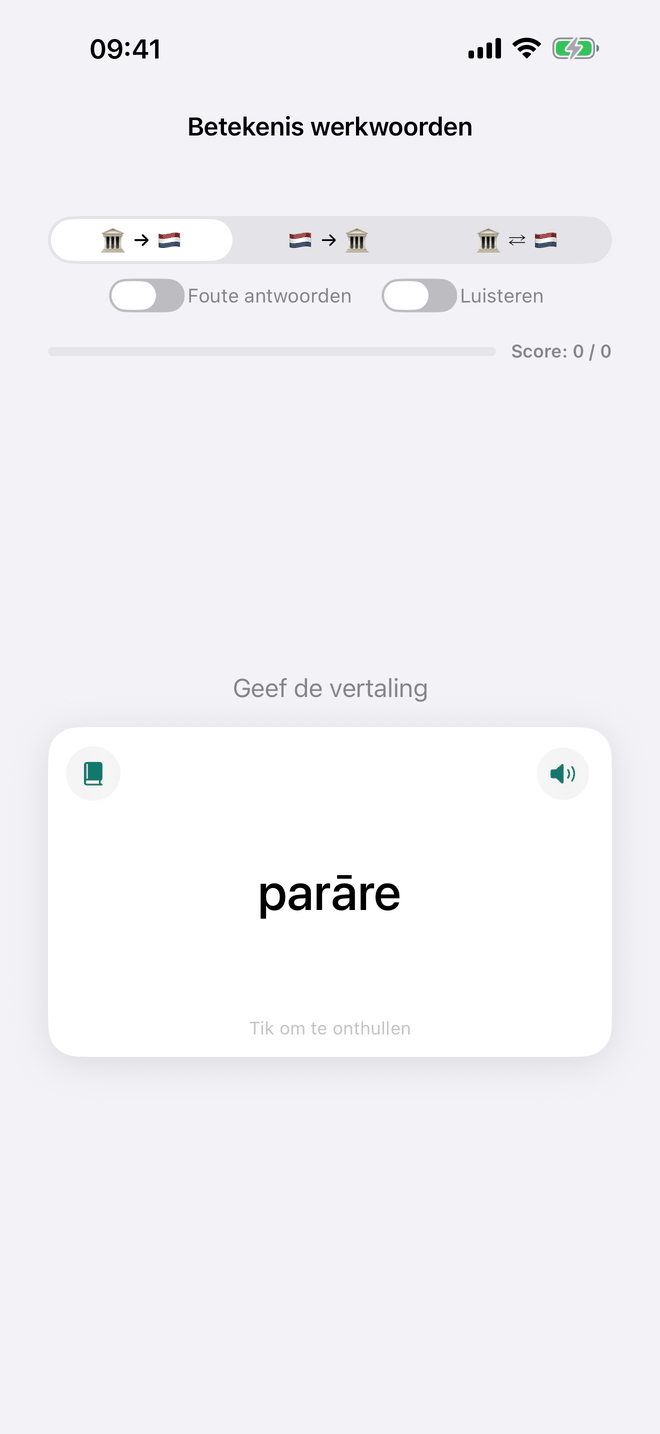 09:41
Betekenis werkwoorden
🏛️ → 🇳🇱 🇳🇱 → 🏛️ 🏛️ ⇄ 🇳🇱
Foute antwoorden Luisteren
Score: 0 / 0
Geef de vertaling
parāre
Tik om te onthullen